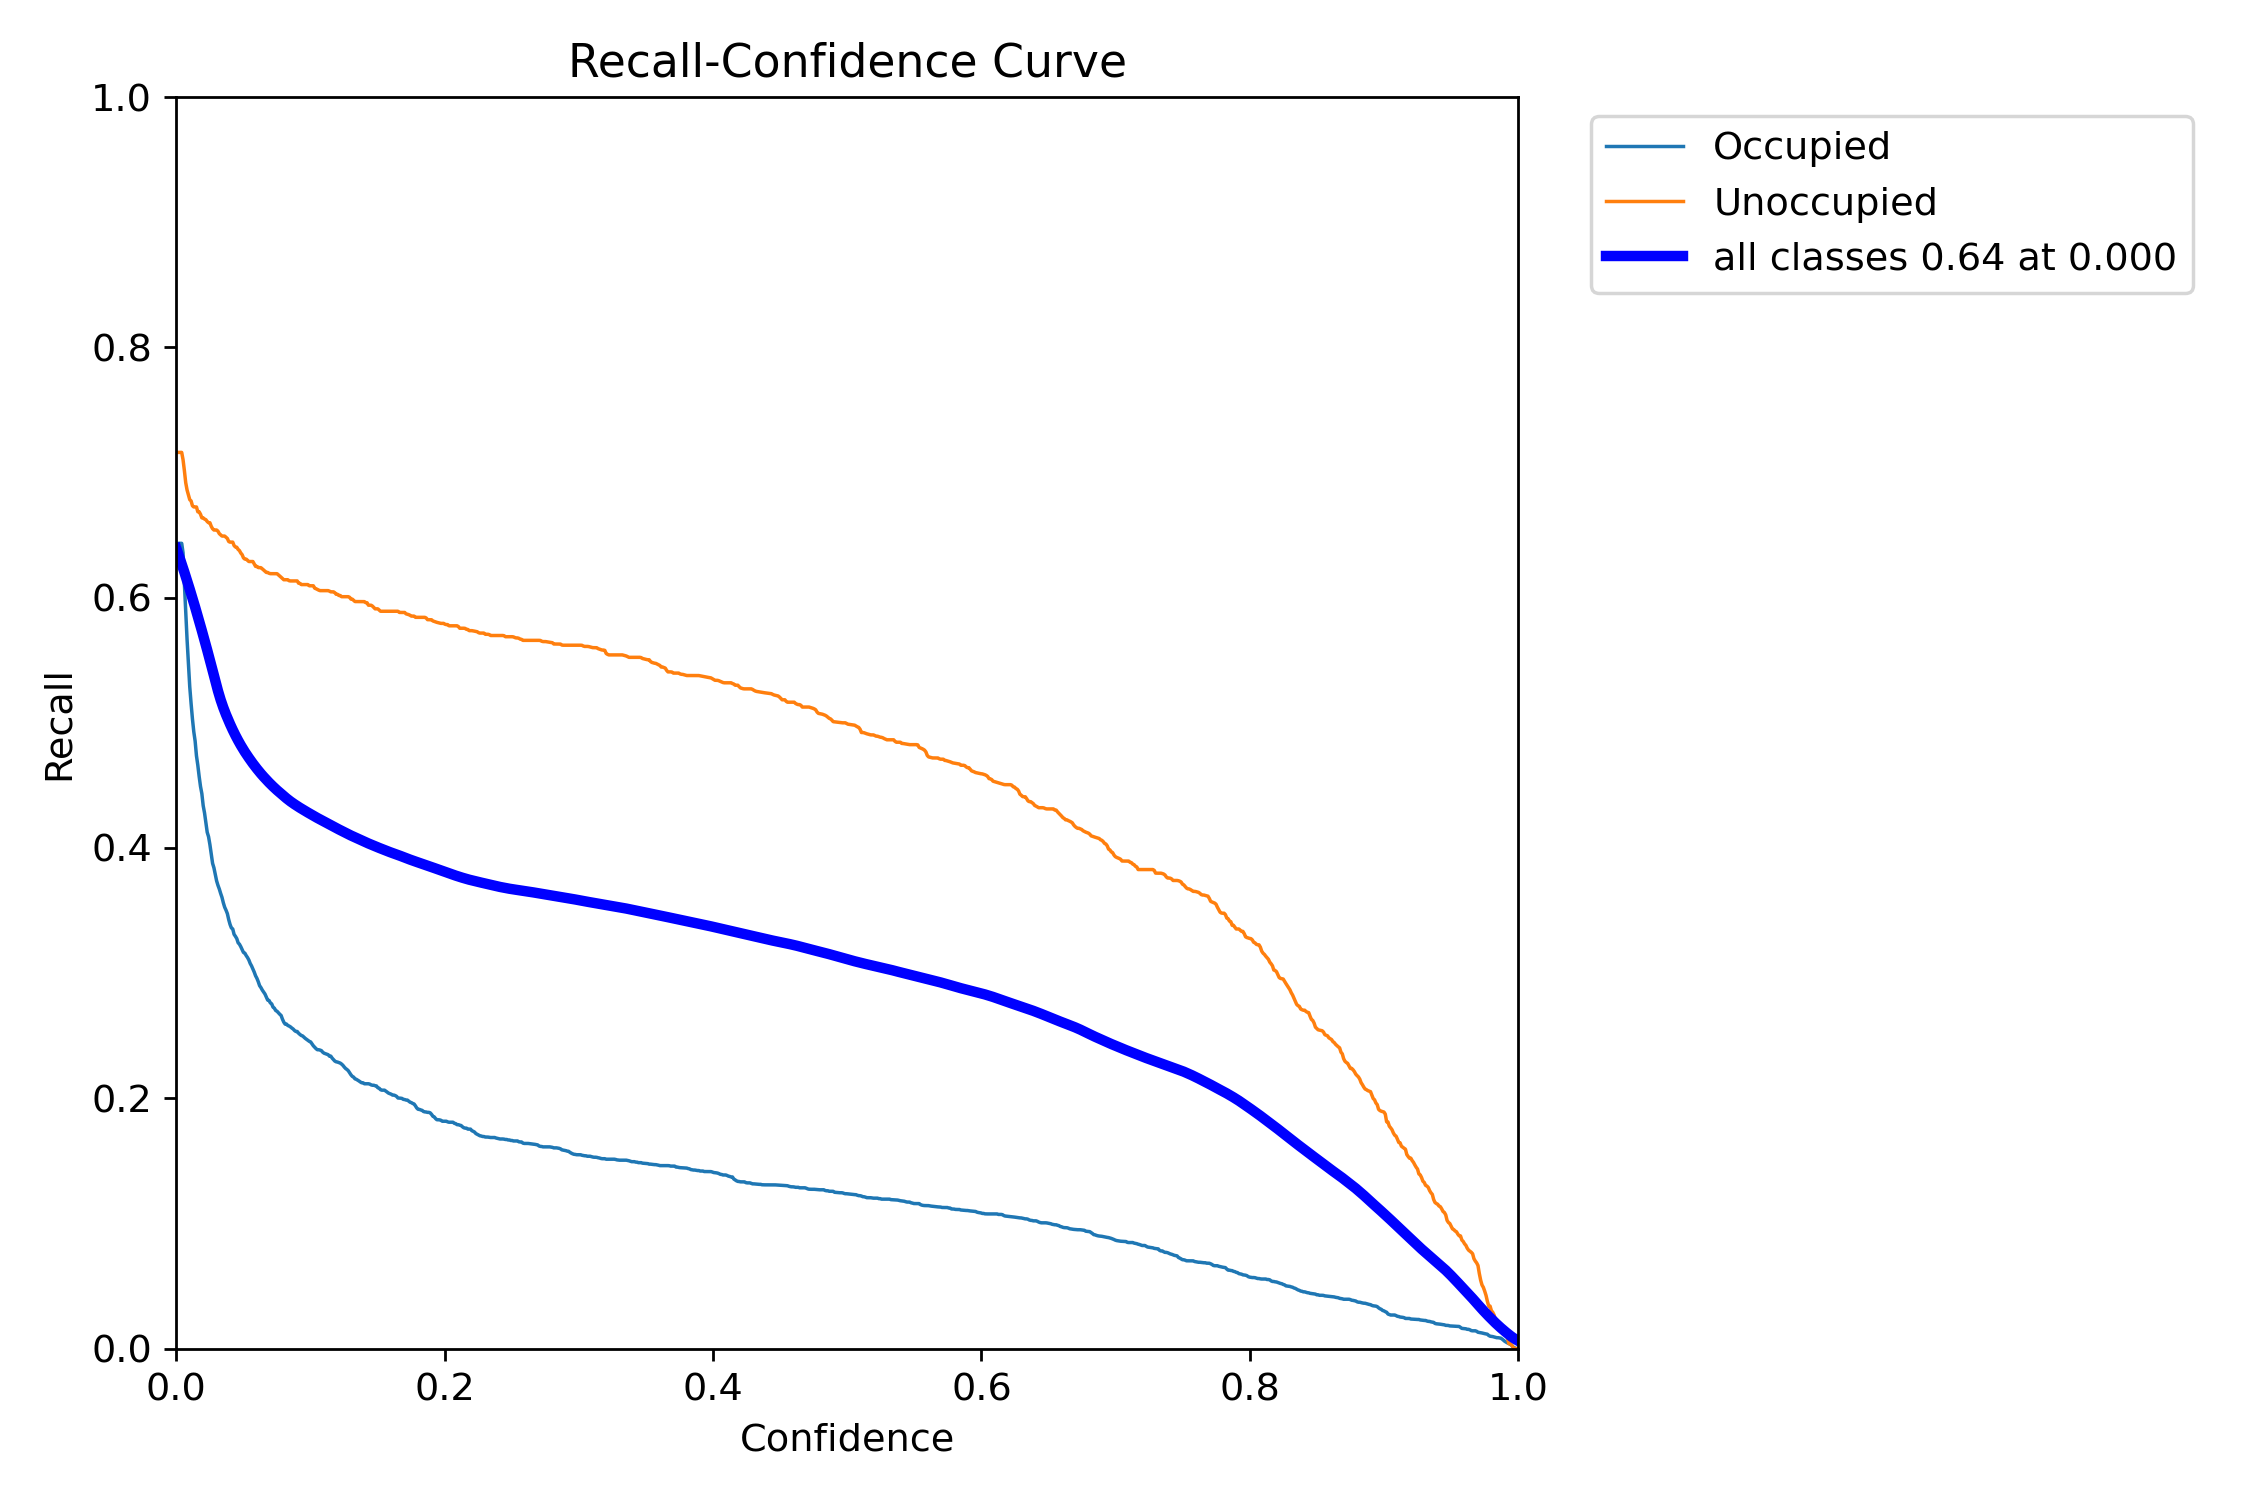 Recall-Confidence Curve
1.0
0.8
0.6
0.4
0.2
0.0
Recall
0.0 0.2 0.4 0.6 0.8 1.0
Confidence
Occupied
Unoccupied
all classes 0.64 at 0.000